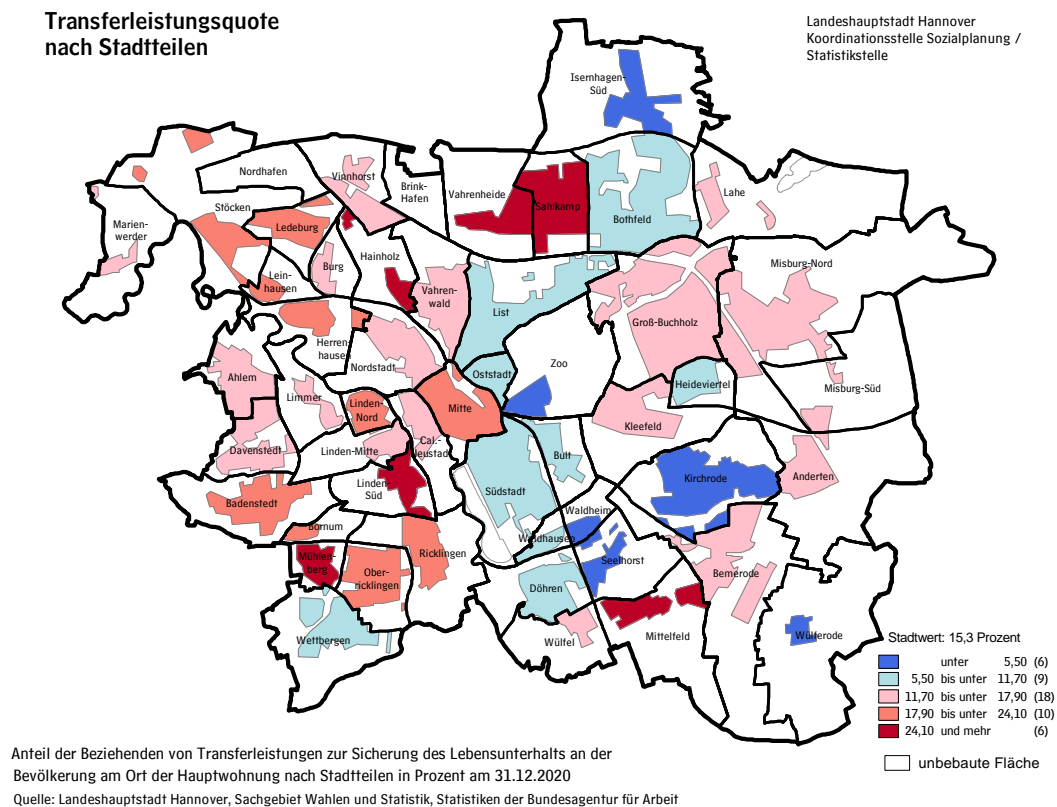 Transferleistungsquote
nach Stadtteilen
Landeshauptstadt Hannover
Koordinationsstelle Sozialplanung /
Statistikstelle
Isernhagen-
Süd
Nordhafen
Vinnhorst
Brink-
Hafen
Vahrenheide
Sahlkamp
Bothfeld
Lahe
Marien-
werder
Stöcken
Ledeburg
Lein-
hausen
Burg
Hainholz
Vahren-
wald
List
Misburg-Nord
Groß-Buchholz
Herren-
hausen
Nordstadt
Oststadt
Zoo
Heideviertel
Misburg-Süd
Ahlem
Limmer
Linden-
Nord
Mitte
Kleefeld
Davenstedt
Linden-Mitte
Cal.-
Neustadt
Bult
Linden-
Süd
Südstadt
Kirchrode
Anderten
Badenstedt
Bornum
Waldheim
Waldhausen
Seelhorst
Mühlen-
berg
Ober-
ricklingen
Ricklingen
Döhren
Bemerode
Wettbergen
Wülfel
Mittelfeld
Wülferode
Stadtwert: 15,3 Prozent
unter 5,50 (6)
5,50 bis unter 11,70 (9)
11,70 bis unter 17,90 (18)
17,90 bis unter 24,10 (10)
24,10 und mehr (6)
unbebaute Fläche
Anteil der Beziehenden von Transferleistungen zur Sicherung des Lebensunterhalts an der
Bevölkerung am Ort der Hauptwohnung nach Stadtteilen in Prozent am 31.12.2020
Quelle: Landeshauptstadt Hannover, Sachgebiet Wahlen und Statistik, Statistiken der Bundesagentur für Arbeit